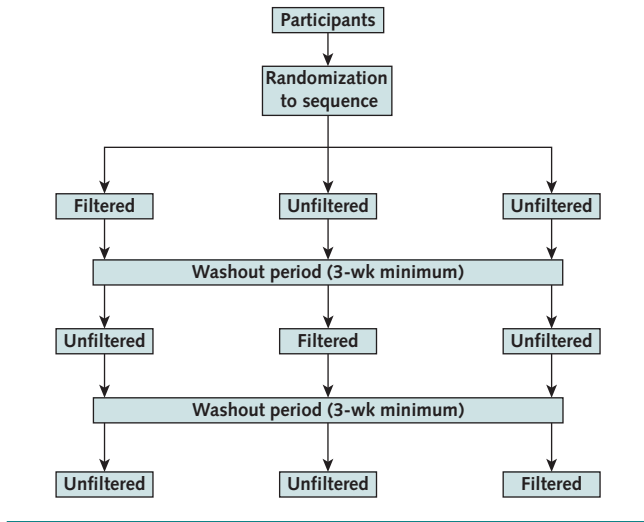 Participants
Randomization
to sequence
Filtered
Unfiltered
Unfiltered
Washout period (3-wk minimum)
Unfiltered
Filtered
Unfiltered
Washout period (3-wk minimum)
Unfiltered
Unfiltered
Filtered